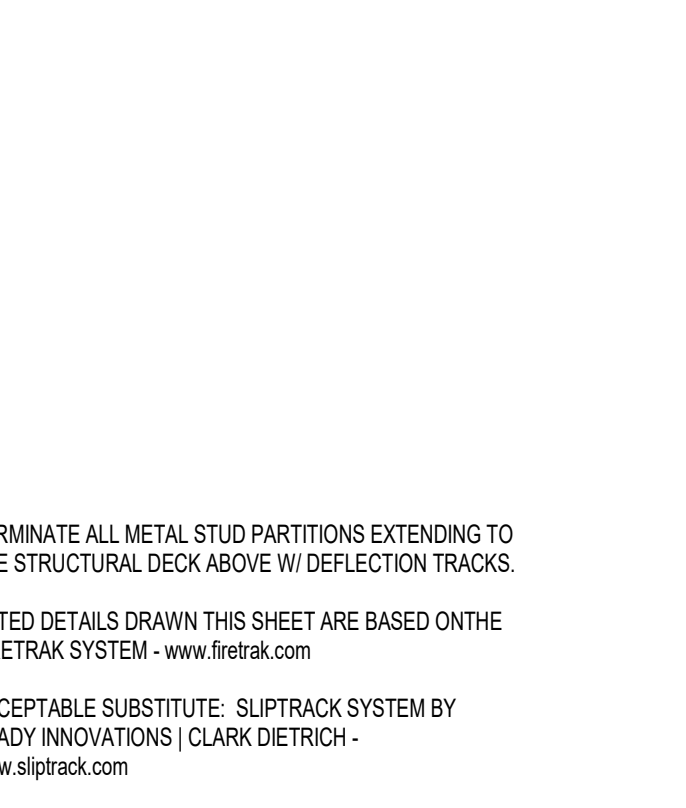 RMINATE ALL METAL STUD PARTITIONS EXTENDING TO
E STRUCTURAL DECK ABOVE W/ DEFLECTION TRACKS.
TED DETAILS DRAWN THIS SHEET ARE BASED ONTHE
RETRAK SYSTEM - www.firetrak.com
CEPTABLE SUBSTITUTE: SLIPTRACK SYSTEM BY
ADY INNOVATIONS | CLARK DIETRICH -
w.sliptrack.com